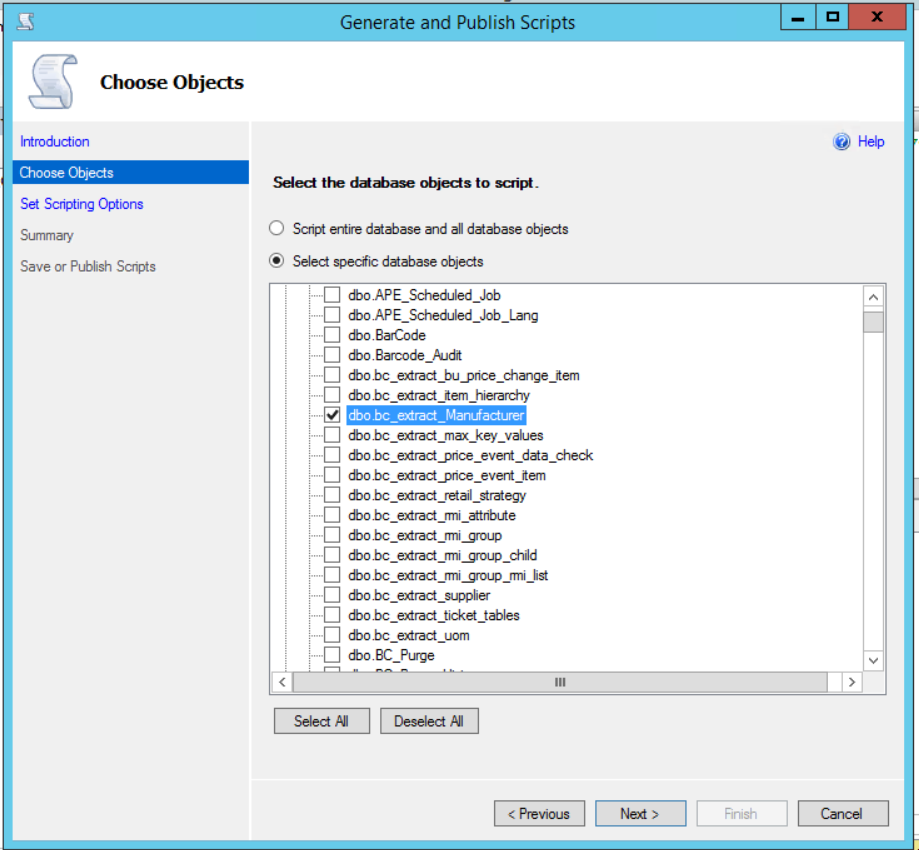 Generate and Publish Scripts
Choose Objects
Introduction
Choose Objects
Set Scripting Options
Summary
Save or Publish Scripts
Help
Select the database objects to script.
Script entire database and all database objects
Select specific database objects
dbo.APE_Scheduled_Job
dbo.APE_Scheduled_Job_Lang
dbo.BarCode
dbo.Barcode_Audit
dbo.bc_extract_bu_price_change_item
dbo.bc_extract_item_hierarchy
dbo.bc_extract_Manufacturer
dbo.bc_extract_max_key_values
dbo.bc_extract_price_event_data_check
dbo.bc_extract_price_event_item
dbo.bc_extract_retail_strategy
dbo.bc_extract_rmi_attribute
dbo.bc_extract_rmi_group
dbo.bc_extract_rmi_group_child
dbo.bc_extract_rmi_group_rmi_list
dbo.bc_extract_supplier
dbo.bc_extract_ticket_tables
dbo.bc_extract_uom
dbo.BC_Purge
Select All
Deselect All
< Previous
Next >
Finish
Cancel